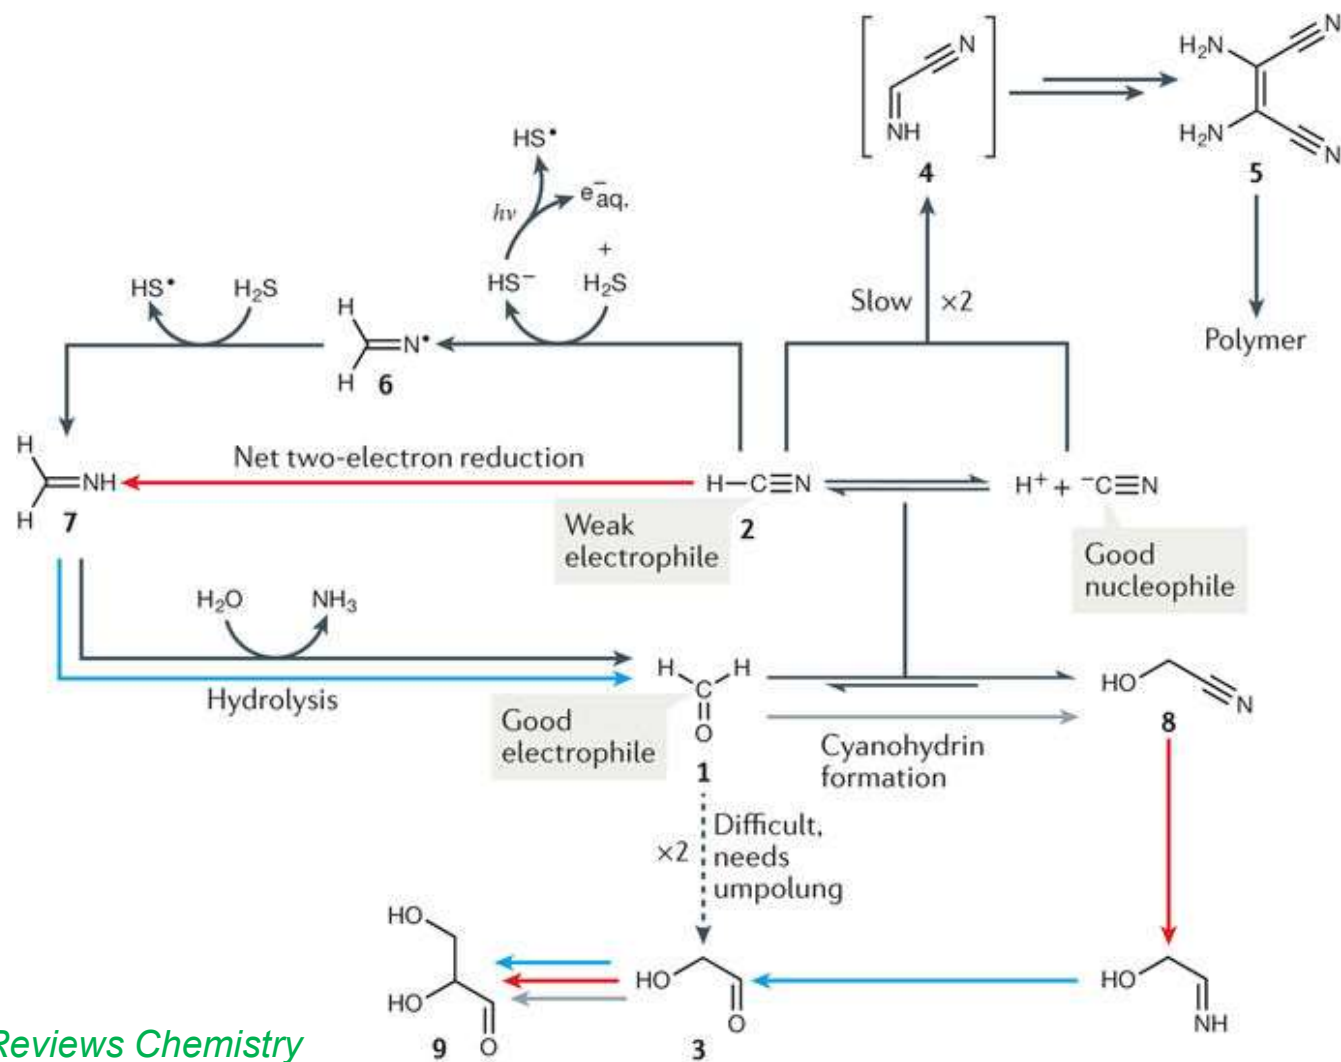 N
H₂N
N
NH
H₂N
N
4
5
HS•
e⁻aq.
hν
+
HS⁻
H₂S
HS•
H₂S
Slow
×2
Polymer
H
N•
H
6
Net two-electron reduction
H
NH
H
7
H–C≡N
2
H⁺ + ⁻C≡N
Weak
electrophile
Good
nucleophile
H₂O
NH₃
Hydrolysis
H
H
C
O
1
Good
electrophile
HO
N
8
Cyanohydrin
formation
×2
Difficult,
needs
umpolung
HO
HO
O
9
HO
O
3
HO
NH
Reviews Chemistry